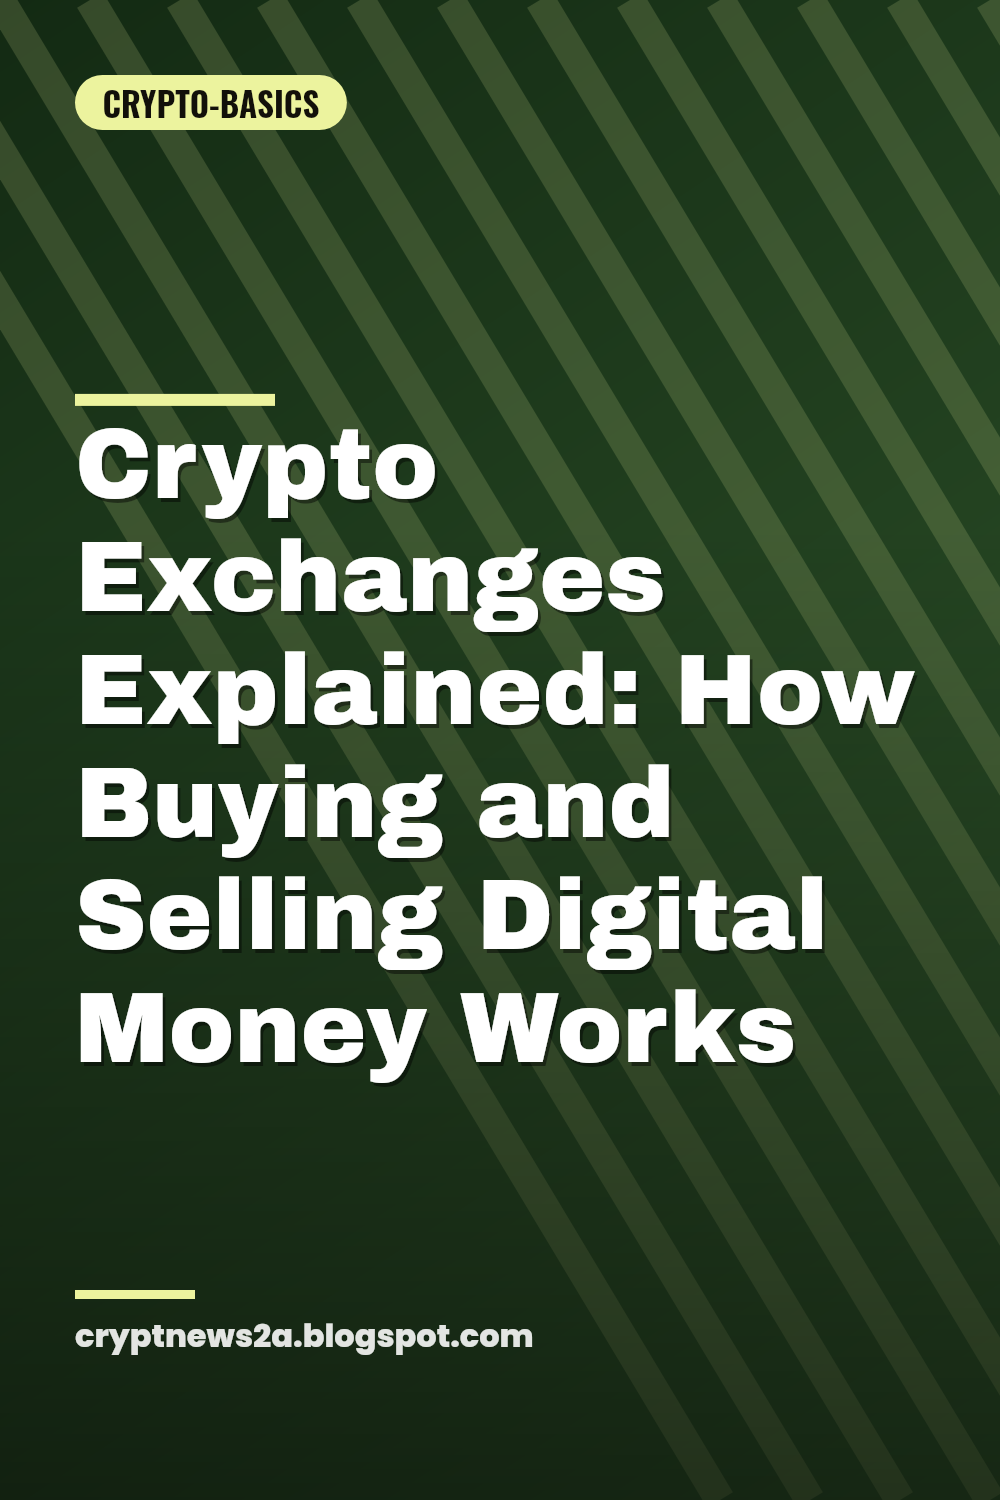 CRYPTO-BASICS
Crypto
Exchanges
Explained: How
Buying and
Selling Digital
Money Works
cryptnews2a.blogspot.com